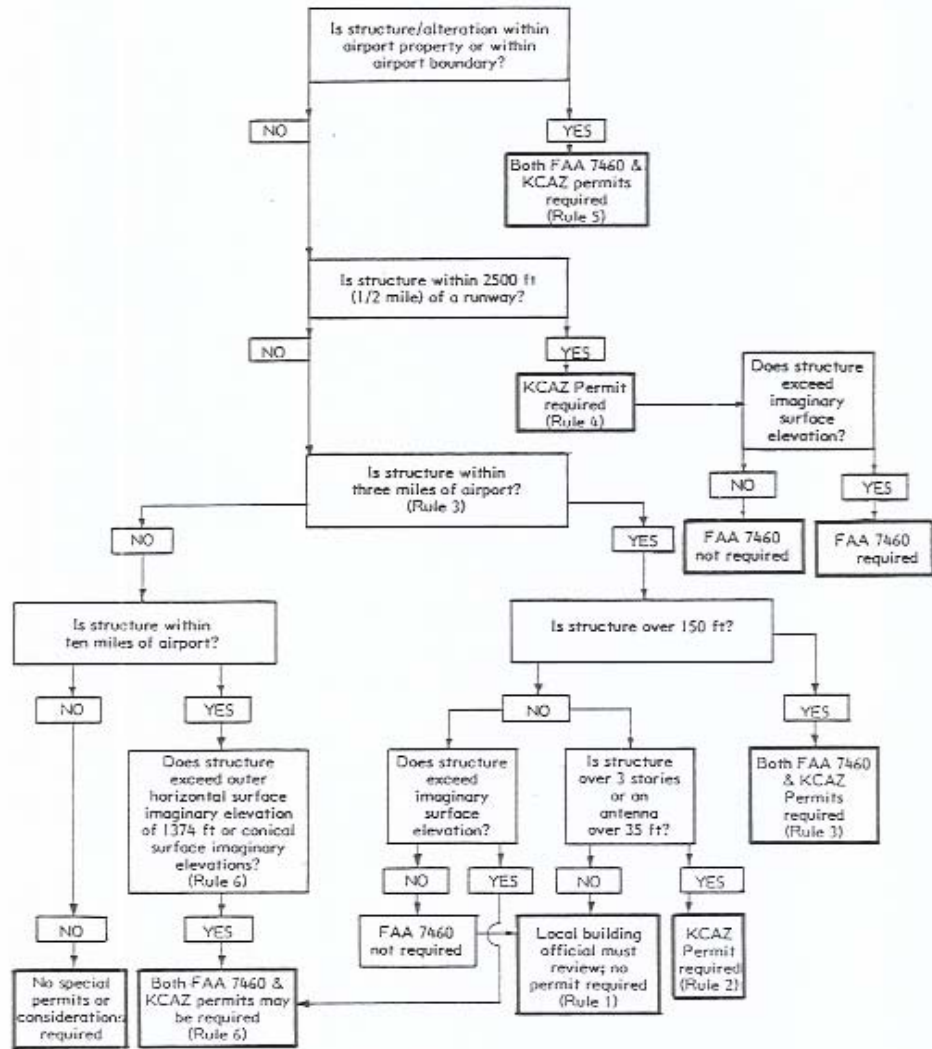 Is structure/alteration within
airport property or within
airport boundary?
NO
YES
Both FAA 7460 &
KCAZ permits
required
(Rule 5)
Is structure within 2500 ft
(1/2 mile) of a runway?
NO
YES
KCAZ Permit
required
(Rule 4)
Does structure
exceed
imaginary
surface
elevation?
NO
YES
FAA 7460
not required
FAA 7460
required
Is structure within
three miles of airport?
(Rule 3)
NO
YES
Is structure within
ten miles of airport?
Is structure over 150 ft?
NO
YES
NO
YES
Does structure
exceed outer
horizontal surface
imaginary elevation
of 1374 ft or conical
surface imaginary
elevations?
(Rule 6)
Does structure
exceed
imaginary
surface
elevation?
Is structure
over 3 stories
or an
antenna
over 35 ft?
Both FAA 7460
& KCAZ
Permits
required
(Rule 3)
NO
YES
NO
YES
NO
YES
FAA 7460
not required
Local building
official must
review; no
permit required
(Rule 1)
KCAZ
Permit
required
(Rule 2)
No special
permits or
considerations
required
Both FAA 7460 &
KCAZ permits may
be required
(Rule 6)